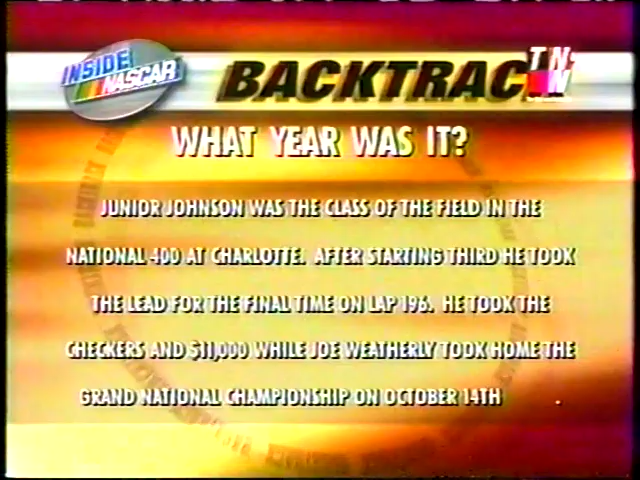 INSIDE
NASCAR
BACKTRAC
TNN
WHAT YEAR WAS IT?
JUNIOR JOHNSON WAS THE CLASS OF THE FIELD IN THE
NATIONAL 400 AT CHARLOTTE. AFTER STARTING THIRD HE TOOK
THE LEAD FOR THE FINAL TIME ON LAP 196. HE TOOK THE
CHECKERS AND $11,000 WHILE JOE WEATHERLY TOOK HOME THE
GRAND NATIONAL CHAMPIONSHIP ON OCTOBER 14TH .